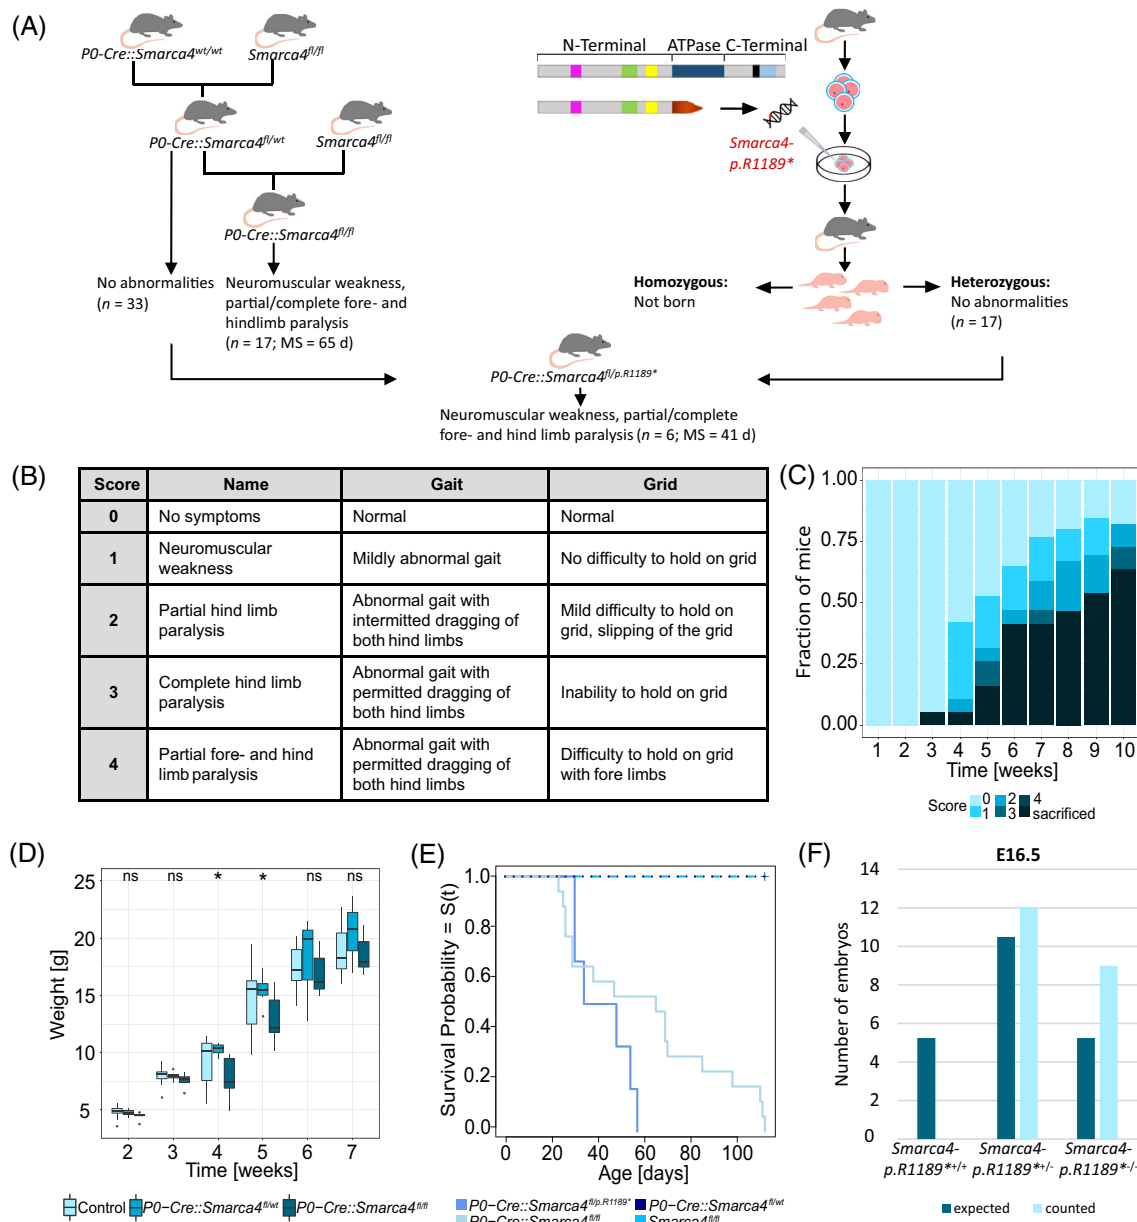 (A)
P0-Cre::Smarca4wt/wt
Smarca4fl/fl
P0-Cre::Smarca4fl/wt
Smarca4fl/fl
P0-Cre::Smarca4fl/fl
No abnormalities
(n = 33)
Neuromuscular weakness,
partial/complete fore- and
hindlimb paralysis
(n = 17; MS = 65 d)
N-Terminal
ATPase
C-Terminal
Smarca4-
p.R1189*
Homozygous:
Not born
Heterozygous:
No abnormalities
(n = 17)
P0-Cre::Smarca4fl/p.R1189*
Neuromuscular weakness, partial/complete
fore- and hind limb paralysis (n = 6; MS = 41 d)
(B)
Score Name Gait Grid
0 No symptoms Normal Normal
1 Neuromuscular weakness Mildly abnormal gait No difficulty to hold on grid
2 Partial hind limb paralysis Abnormal gait with intermitted dragging of both hind limbs Mild difficulty to hold on grid, slipping of the grid
3 Complete hind limb paralysis Abnormal gait with permitted dragging of both hind limbs Inability to hold on grid
4 Partial fore- and hind limb paralysis Abnormal gait with permitted dragging of both hind limbs Difficulty to hold on grid with fore limbs
(C)
Fraction of mice
1.00
0.75
0.50
0.25
0.00
1 2 3 4 5 6 7 8 9 10
Time [weeks]
Score 0 2 4
1 3 sacrificed
(D)
Weight [g]
25
20
15
10
5
ns ns * * ns ns
2 3 4 5 6 7
Time [weeks]
Control P0-Cre::Smarca4fl/wt P0-Cre::Smarca4fl/fl
(E)
Survival Probability = S(t)
1.0
0.8
0.6
0.4
0.2
0.0
0 20 40 60 80 100
Age [days]
P0-Cre::Smarca4fl/p.R1189* P0-Cre::Smarca4fl/wt
P0-Cre::Smarca4fl/fl Smarca4fl/fl
(F)
E16.5
Number of embryos
14
12
10
8
6
4
2
0
Smarca4- Smarca4- Smarca4-
p.R1189*+/+ p.R1189*+/- p.R1189*-/-
expected counted